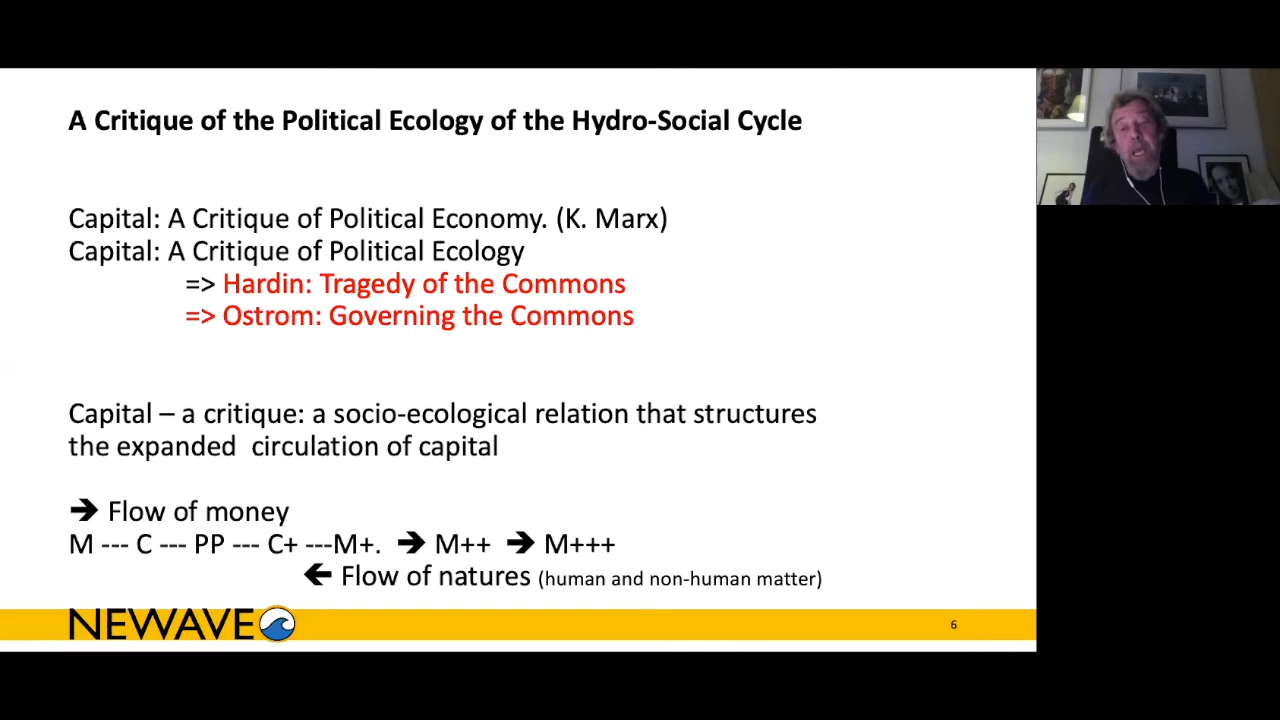 A Critique of the Political Ecology of the Hydro-Social Cycle
Capital: A Critique of Political Economy. (K. Marx)
Capital: A Critique of Political Ecology
=> Hardin: Tragedy of the Commons
=> Ostrom: Governing the Commons
Capital – a critique: a socio-ecological relation that structures
the expanded  circulation of capital
➔ Flow of money
M --- C --- PP --- C+ ---M+. ➔ M++ ➔ M+++
🡸 Flow of natures (human and non-human matter)
NEWAVE
6